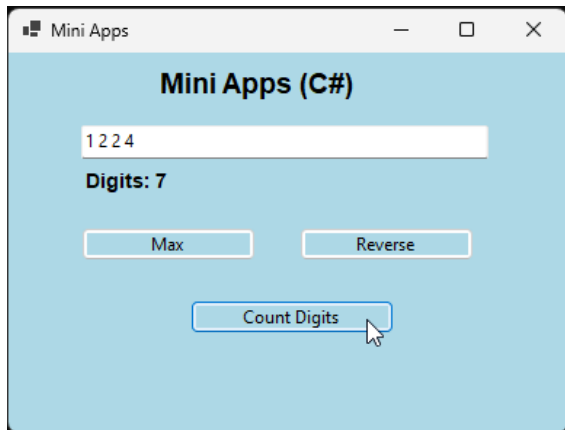 Mini Apps
Mini Apps (C#)
1 2 2 4
Digits: 7
Max Reverse
Count Digits